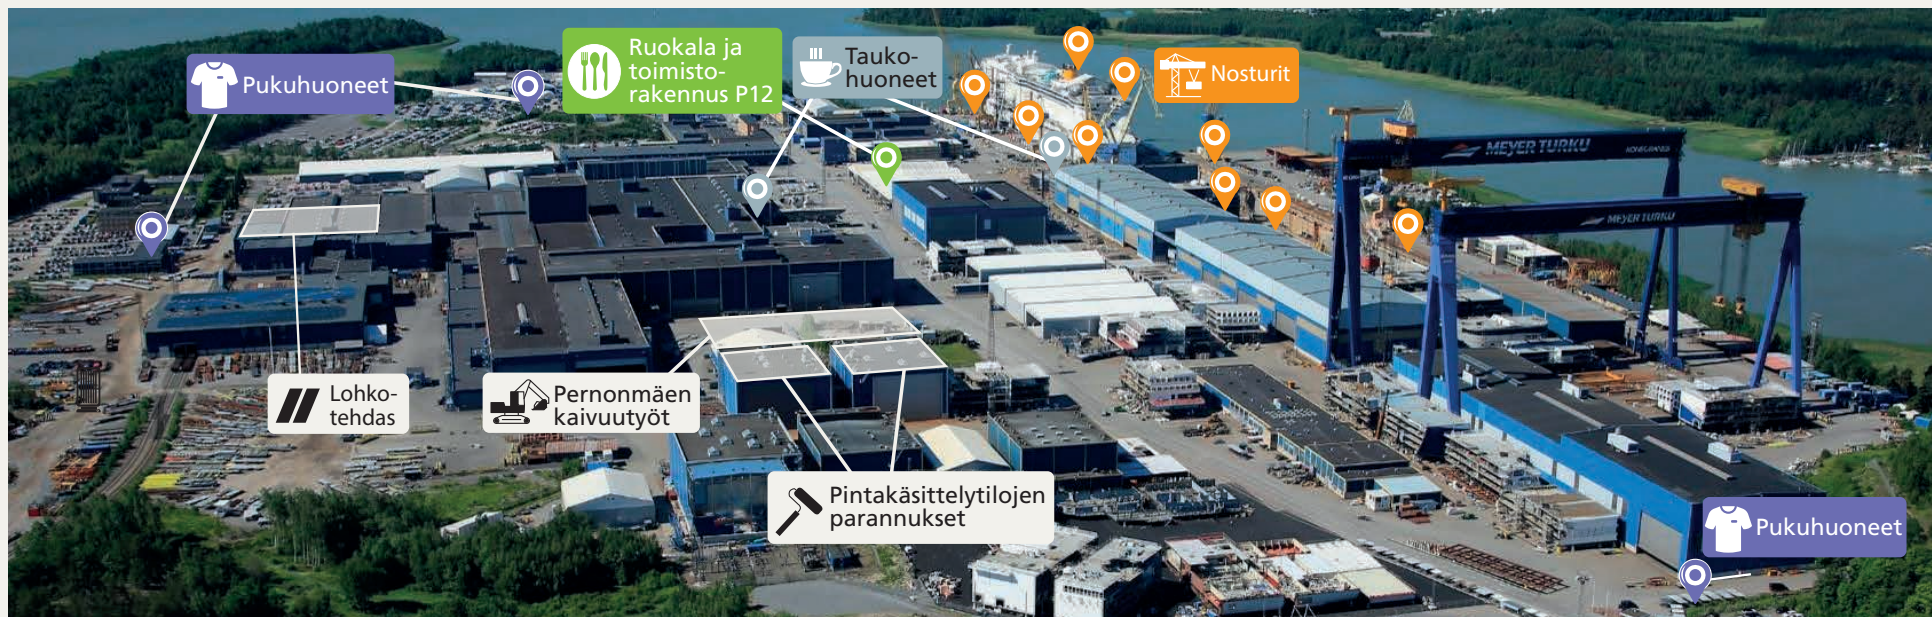 Pukuhuoneet
Ruokala ja
toimisto-
rakennus P12
Tauko-
huoneet
Nosturit
MEYER TURKU
KONECRANES
MEYER TURKU
Lohko-
tehdas
Pernonmäen
kaivuutyöt
Pintakäsittelytilojen
parannukset
Pukuhuoneet